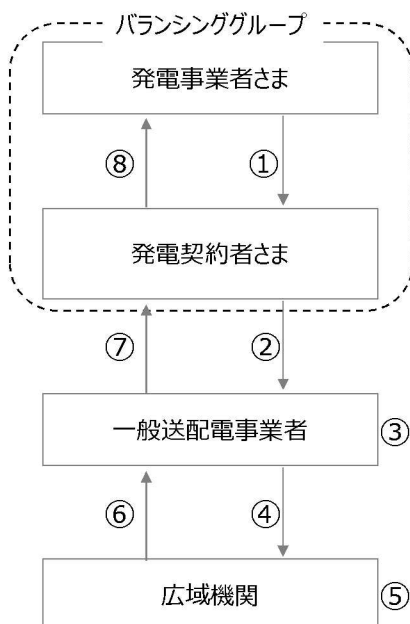 バランシンググループ
発電事業者さま
⑧ ①
発電契約者さま
⑦ ②
一般送配電事業者 ③
⑥ ④
広域機関 ⑤